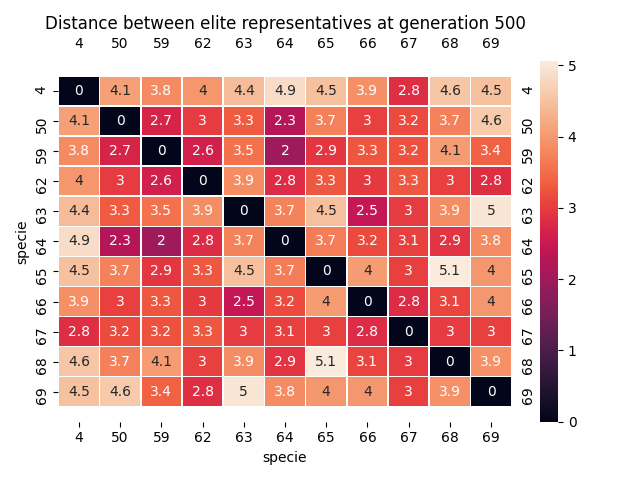 Distance between elite representatives at generation 500
4 50 59 62 63 64 65 66 67 68 69
4 0 4.1 3.8 4 4.4 4.9 4.5 3.9 2.8 4.6 4.5 4
50 4.1 0 2.7 3 3.3 2.3 3.7 3 3.2 3.7 4.6 50
59 3.8 2.7 0 2.6 3.5 2 2.9 3.3 3.2 4.1 3.4 59
62 4 3 2.6 0 3.9 2.8 3.3 3 3.3 3 2.8 62
63 4.4 3.3 3.5 3.9 0 3.7 4.5 2.5 3 3.9 5 63
64 4.9 2.3 2 2.8 3.7 0 3.7 3.2 3.1 2.9 3.8 64
65 4.5 3.7 2.9 3.3 4.5 3.7 0 4 3 5.1 4 65
66 3.9 3 3.3 3 2.5 3.2 4 0 2.8 3.1 4 66
67 2.8 3.2 3.2 3.3 3 3.1 3 2.8 0 3 3 67
68 4.6 3.7 4.1 3 3.9 2.9 5.1 3.1 3 0 3.9 68
69 4.5 4.6 3.4 2.8 5 3.8 4 4 3 3.9 0 69
4 50 59 62 63 64 65 66 67 68 69
specie
specie
5
4
3
2
1
0